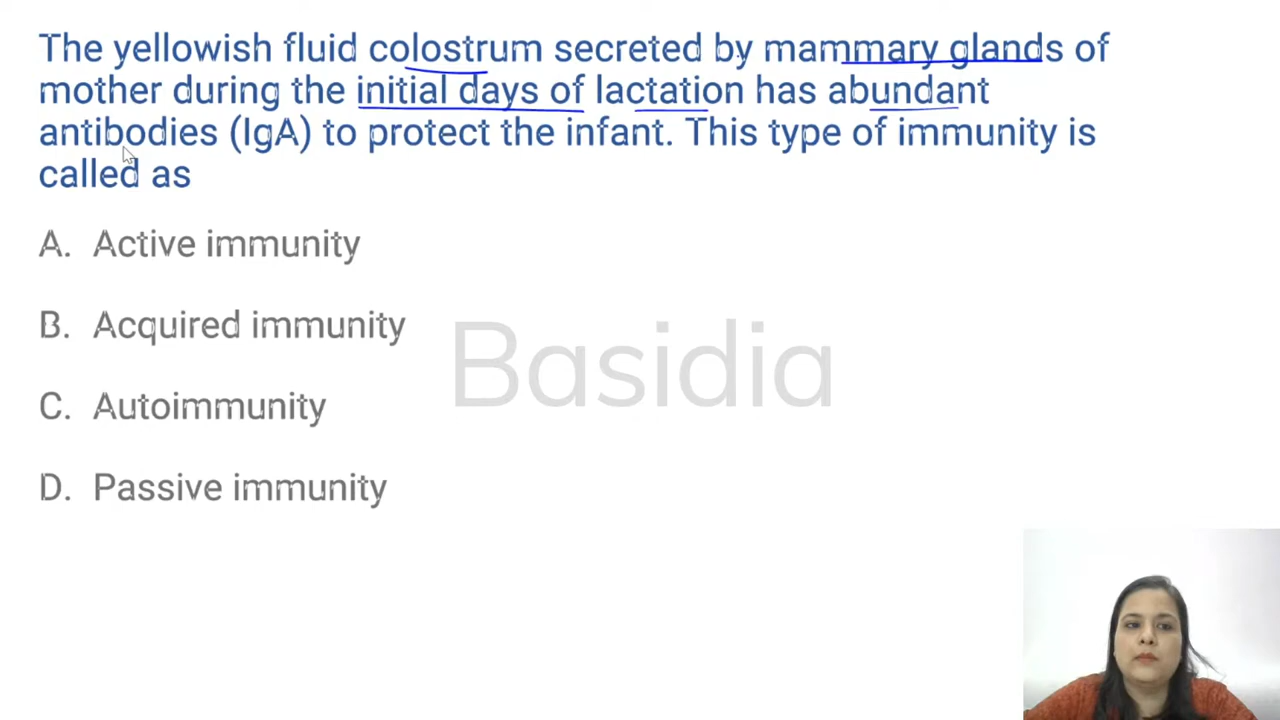 The yellowish fluid colostrum secreted by mammary glands of
mother during the initial days of lactation has abundant
antibodies (IgA) to protect the infant. This type of immunity is
called as
A. Active immunity
B. Acquired immunity
Basidia
C. Autoimmunity
D. Passive immunity